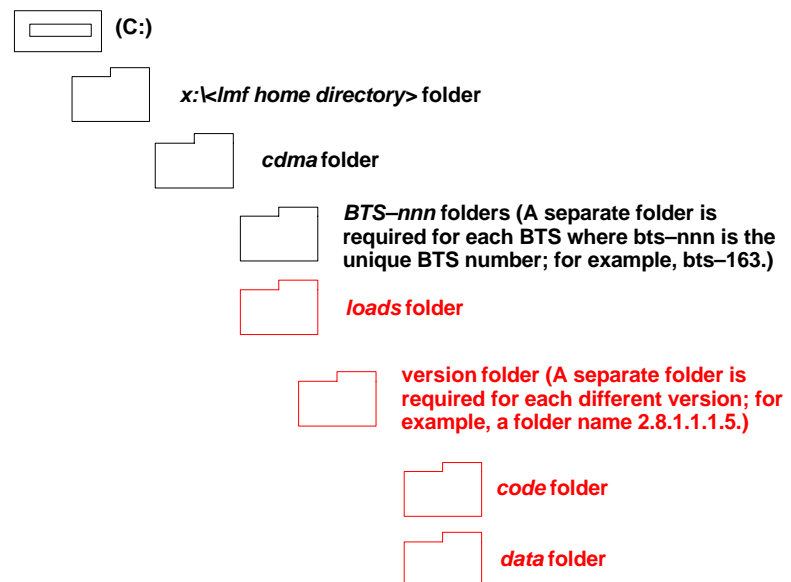 (C:)
x:\<lmf home directory> folder
cdma folder
BTS–nnn folders (A separate folder is
required for each BTS where bts–nnn is the
unique BTS number; for example, bts–163.)
loads folder
version folder (A separate folder is
required for each different version; for
example, a folder name 2.8.1.1.1.5.)
code folder
data folder